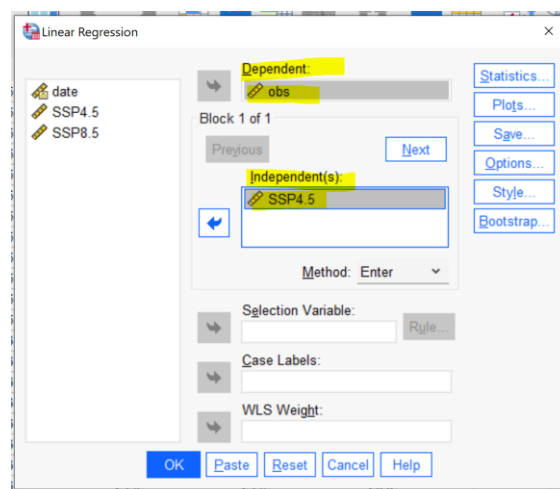 Linear Regression
date
SSP4.5
SSP8.5
Dependent:
obs
Block 1 of 1
Previous
Next
Independent(s):
SSP4.5
Method: Enter
Selection Variable:
Rule...
Case Labels:
WLS Weight:
Statistics...
Plots...
Save...
Options...
Style...
Bootstrap...
OK Paste Reset Cancel Help